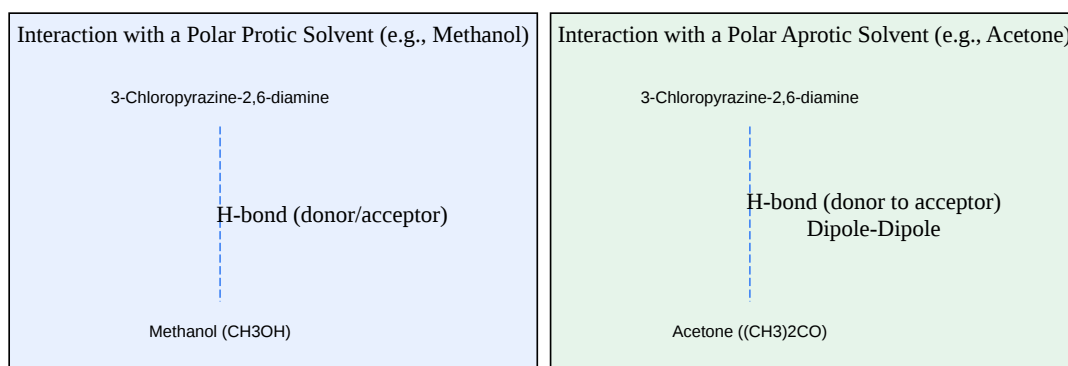 Interaction with a Polar Protic Solvent (e.g., Methanol)
3-Chloropyrazine-2,6-diamine
H-bond (donor/acceptor)
Methanol (CH3OH)
Interaction with a Polar Aprotic Solvent (e.g., Acetone)
3-Chloropyrazine-2,6-diamine
H-bond (donor to acceptor)
Dipole-Dipole
Acetone ((CH3)2CO)